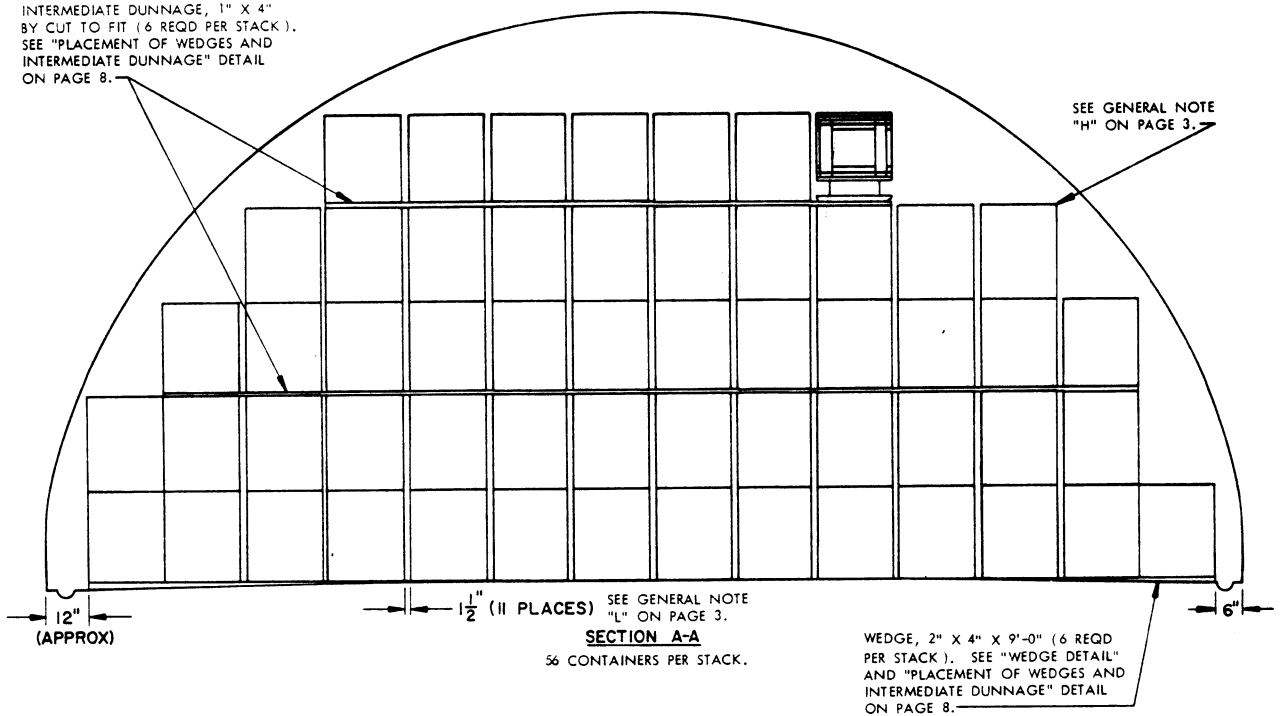 INTERMEDIATE DUNNAGE, 1" X 4"
BY CUT TO FIT (6 REQD PER STACK).
SEE "PLACEMENT OF WEDGES AND
INTERMEDIATE DUNNAGE" DETAIL
ON PAGE 8.
SEE GENERAL NOTE
"H" ON PAGE 3.
12"
(APPROX)
1 1/2" (11 PLACES)
SEE GENERAL NOTE
"L" ON PAGE 3.
SECTION A-A
56 CONTAINERS PER STACK.
6"
WEDGE, 2" X 4" X 9'-0" (6 REQD
PER STACK). SEE "WEDGE DETAIL"
AND "PLACEMENT OF WEDGES AND
INTERMEDIATE DUNNAGE" DETAIL
ON PAGE 8.